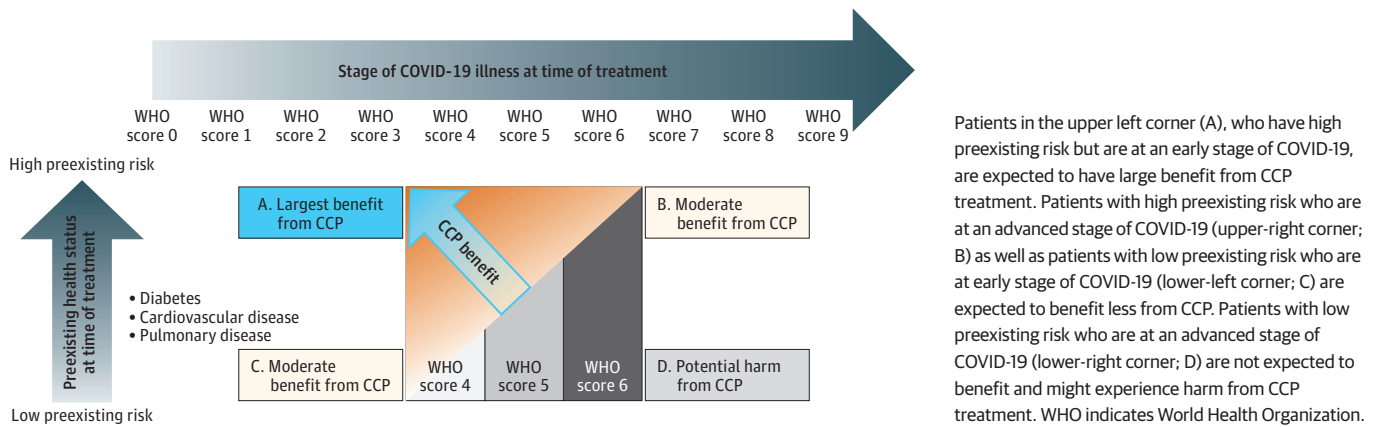 Stage of COVID-19 illness at time of treatment
WHO
score 0
WHO
score 1
WHO
score 2
WHO
score 3
WHO
score 4
WHO
score 5
WHO
score 6
WHO
score 7
WHO
score 8
WHO
score 9
High preexisting risk
Preexisting health status
at time of treatment
Low preexisting risk
• Diabetes
• Cardiovascular disease
• Pulmonary disease
A. Largest benefit
from CCP
CCP benefit
B. Moderate
benefit from CCP
C. Moderate
benefit from CCP
WHO
score 4
WHO
score 5
WHO
score 6
D. Potential harm
from CCP
Patients in the upper left corner (A), who have high
preexisting risk but are at an early stage of COVID-19,
are expected to have large benefit from CCP
treatment. Patients with high preexisting risk who are
at an advanced stage of COVID-19 (upper-right corner;
B) as well as patients with low preexisting risk who are
at early stage of COVID-19 (lower-left corner; C) are
expected to benefit less from CCP. Patients with low
preexisting risk who are at an advanced stage of
COVID-19 (lower-right corner; D) are not expected to
benefit and might experience harm from CCP
treatment. WHO indicates World Health Organization.